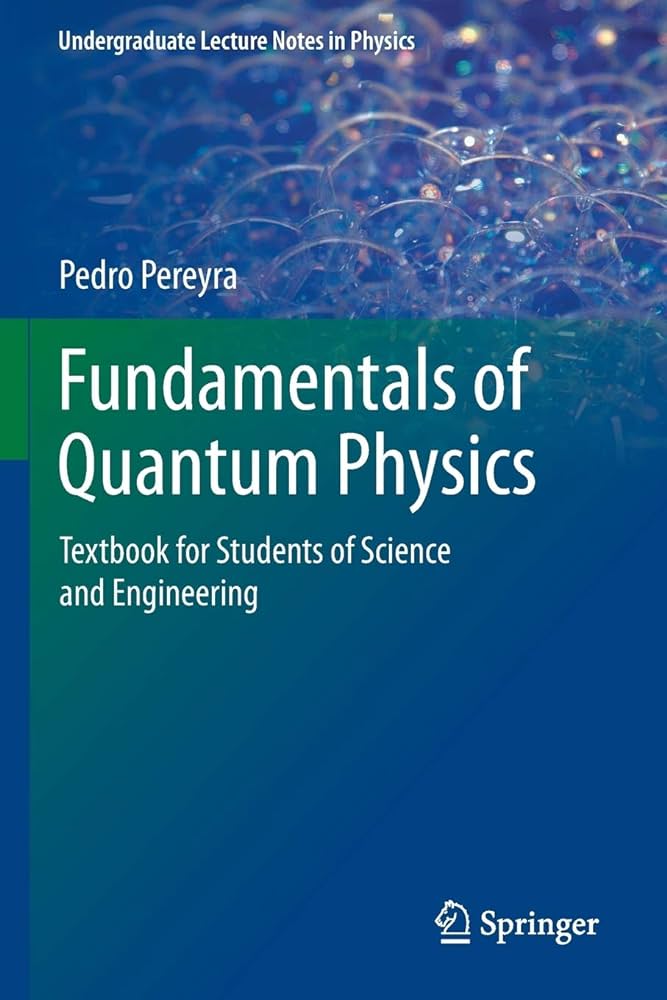 Undergraduate Lecture Notes in Physics
Pedro Pereyra
Fundamentals of
Quantum Physics
Textbook for Students of Science
and Engineering
Springer